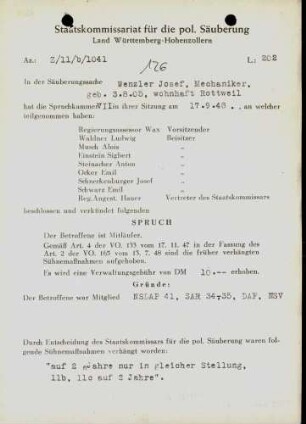 Staatskommissariat für die pol. Säuberung
Land Württemberg-Hohenzollern
Az.: Z/11/b/1041 L: 202
126
In der Säuberungssache Wenzler Josef, Mechaniker,
geb. 3.8.05, wohnhaft Rottweil
hat die Spruchkammer VII in ihrer Sitzung am 17.9.48. , an welcher
teilgenommen haben:
Regierungsassessor Wax Vorsitzender
Waldner Ludwig Beisitzer
Mauch Alois "
Einstein Sigbert "
Steinacher Anton "
Ocker Emil "
Schneckenburger Josef "
Schwarz Emil "
Reg.Angest. Hauer Vertreter des Staatskommissars
beschlossen und verkündet folgenden
SPRUCH
Der Betroffene ist Mitläufer.
Gemäß Art. 4 der VO. 133 vom 17. 11. 47 in der Fassung des
Art. 2 der VO. 165 vom 13. 7. 48 sind die früher verhängten
Sühnemaßnahmen aufgehoben.
Es wird eine Verwaltungsgebühr von DM 10.-- erhoben.
Gründe:
Der Betroffene war Mitglied NSDAP 41, SAR 34-35, DAF, NSV
Durch Entscheidung des Staatskommissars für die pol. Säuberung waren fol-
gende Sühnemaßnahmen verhängt worden:
"auf 2 Jahre nur in gleicher Stellung,
11b, 11c auf 2 Jahre".